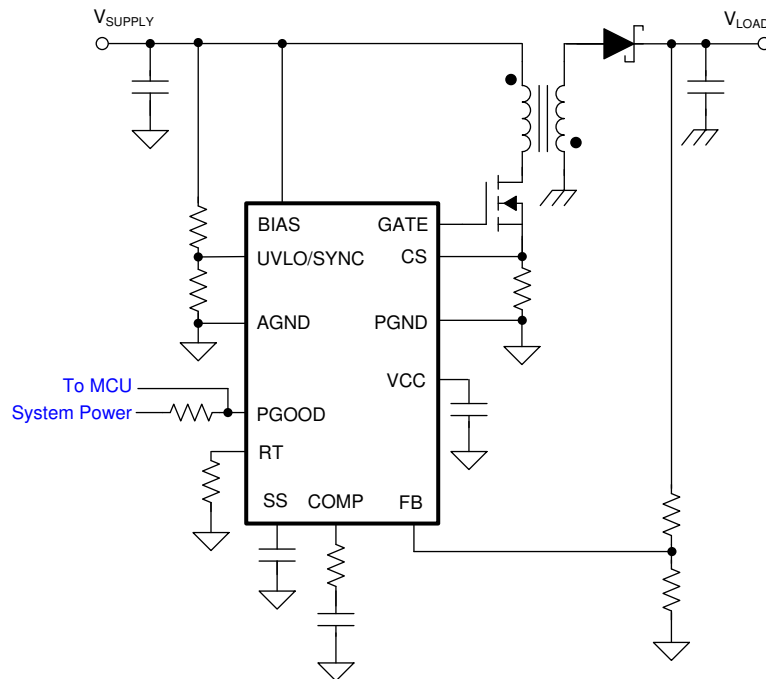 VSUPPLY
VLOAD
BIAS
GATE
UVLO/SYNC
CS
AGND
PGND
VCC
To MCU
System Power
PGOOD
RT
SS
COMP
FB